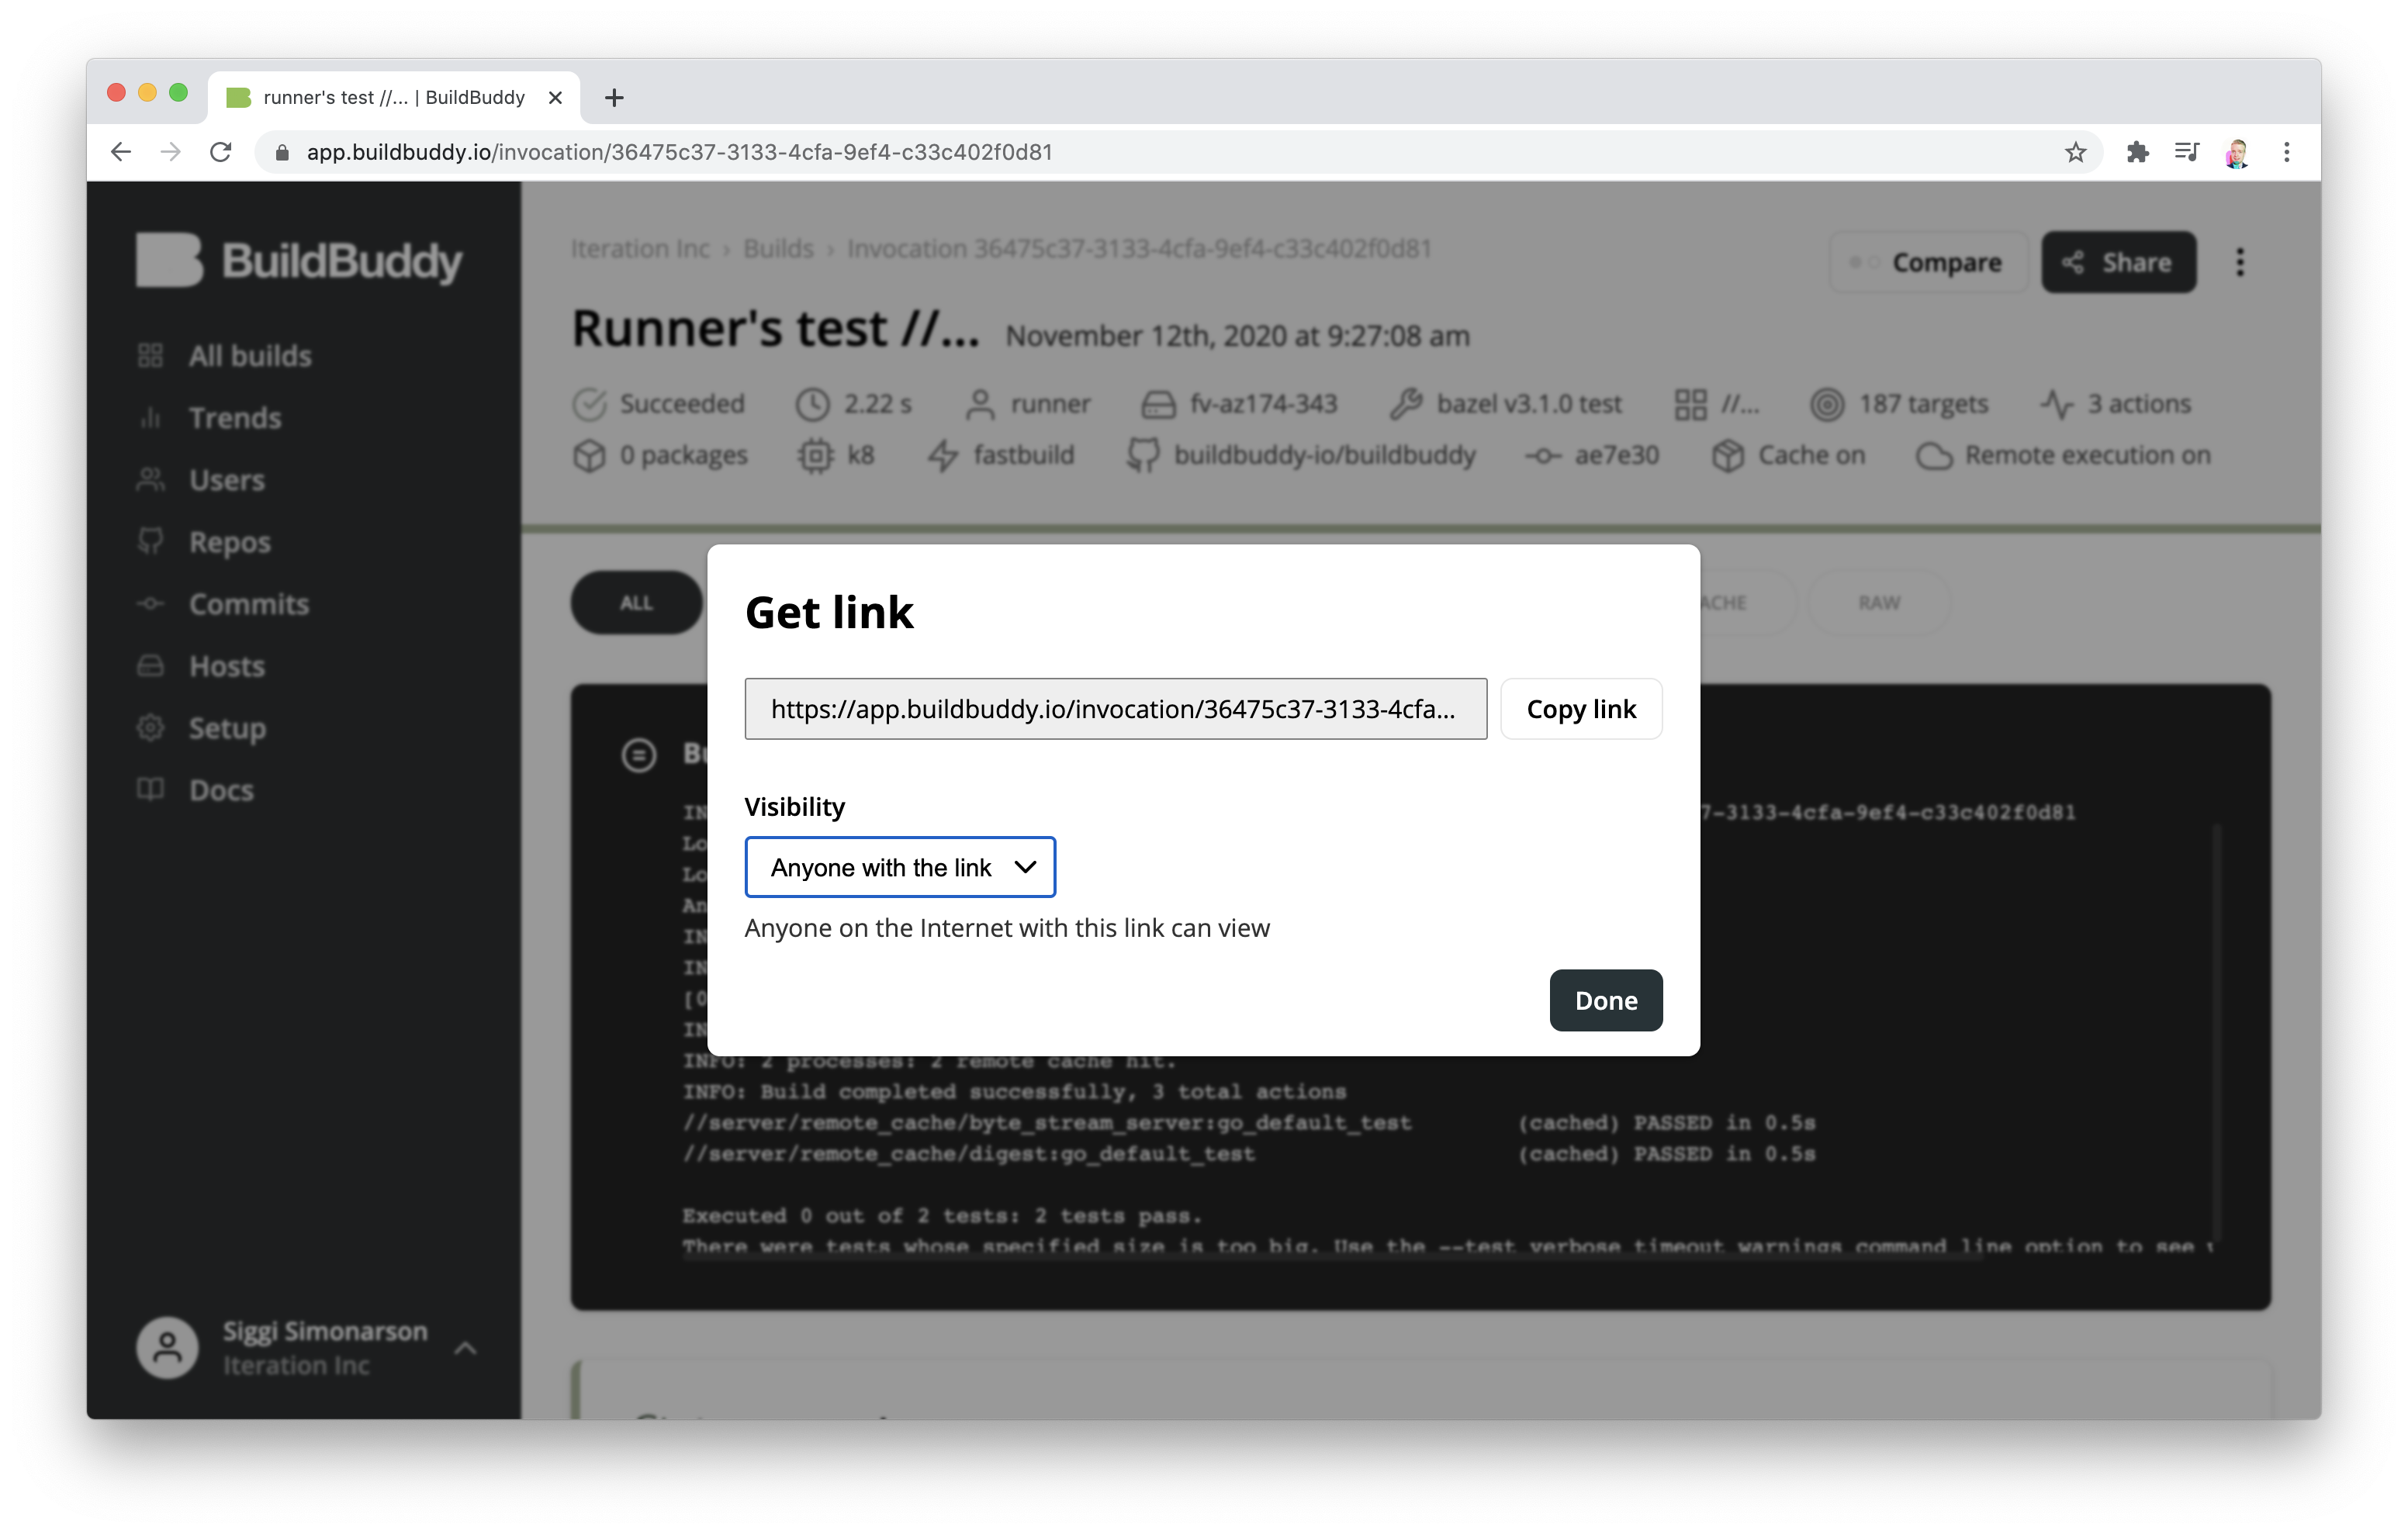 runner's test //... | BuildBuddy
app.buildbuddy.io/invocation/36475c37-3133-4cfa-9ef4-c33c402f0d81
BuildBuddy
All builds
Trends
Users
Repos
Commits
Hosts
Setup
Docs
Siggi Simonarson
Iteration Inc
Iteration Inc › Builds › Invocation 36475c37-3133-4cfa-9ef4-c33c402f0d81
Compare
Share
Runner's test //... November 12th, 2020 at 9:27:08 am
Succeeded 2.22 s runner fv-az174-343 bazel v3.1.0 test //... 187 targets 3 actions
0 packages k8 fastbuild buildbuddy-io/buildbuddy ae7e30 Cache on Remote execution on
ALL
RAW
Get link
https://app.buildbuddy.io/invocation/36475c37-3133-4cfa...
Copy link
Visibility
Anyone with the link
Anyone on the Internet with this link can view
Done
7-3133-4cfa-9ef4-c33c402f0d81
INFO: 2 processes: 2 remote cache hit.
INFO: Build completed successfully, 3 total actions
//server/remote_cache/byte_stream_server:go_default_test (cached) PASSED in 0.5s
//server/remote_cache/digest:go_default_test (cached) PASSED in 0.5s
Executed 0 out of 2 tests: 2 tests pass.
There were tests whose specified size is too big. Use the --test_verbose_timeout_warnings command line option to see